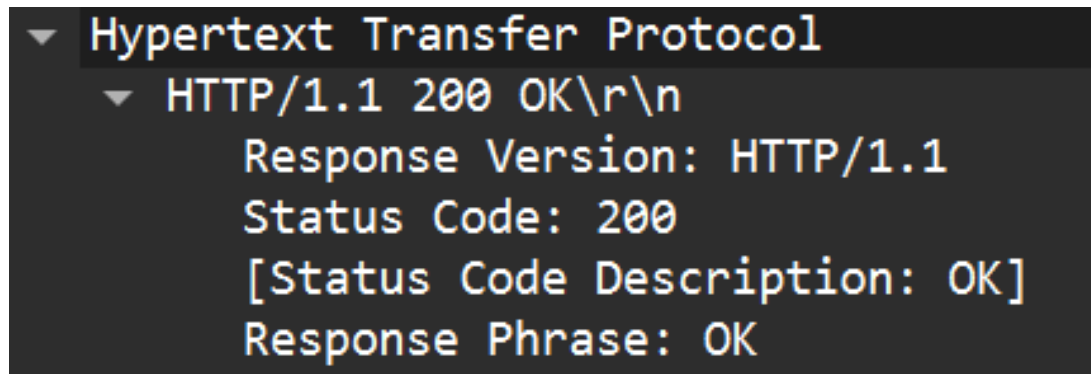 Hypertext Transfer Protocol
HTTP/1.1 200 OK\r\n
Response Version: HTTP/1.1
Status Code: 200
[Status Code Description: OK]
Response Phrase: OK